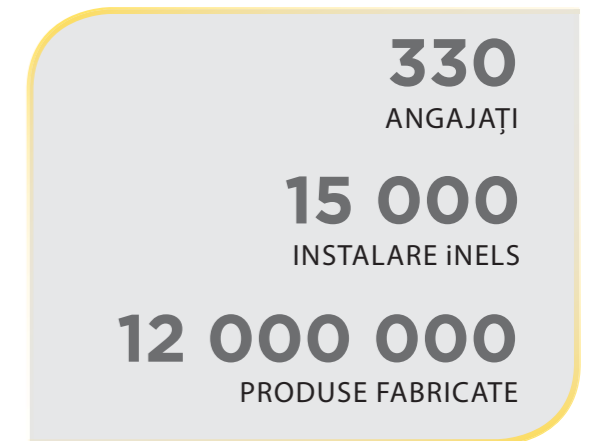 330
ANGAJAȚI
15 000
INSTALARE iNELS
12 000 000
PRODUSE FABRICATE